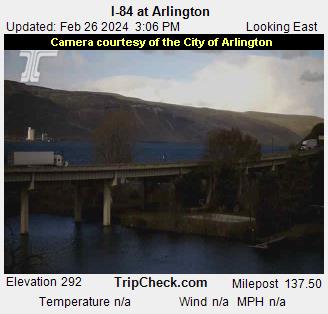 I-84 at Arlington
Updated: Feb 26 2024 3:06 PM Looking East
Camera courtesy of the City of Arlington
Elevation 292 TripCheck.com Milepost 137.50
Temperature n/a Wind n/a MPH n/a